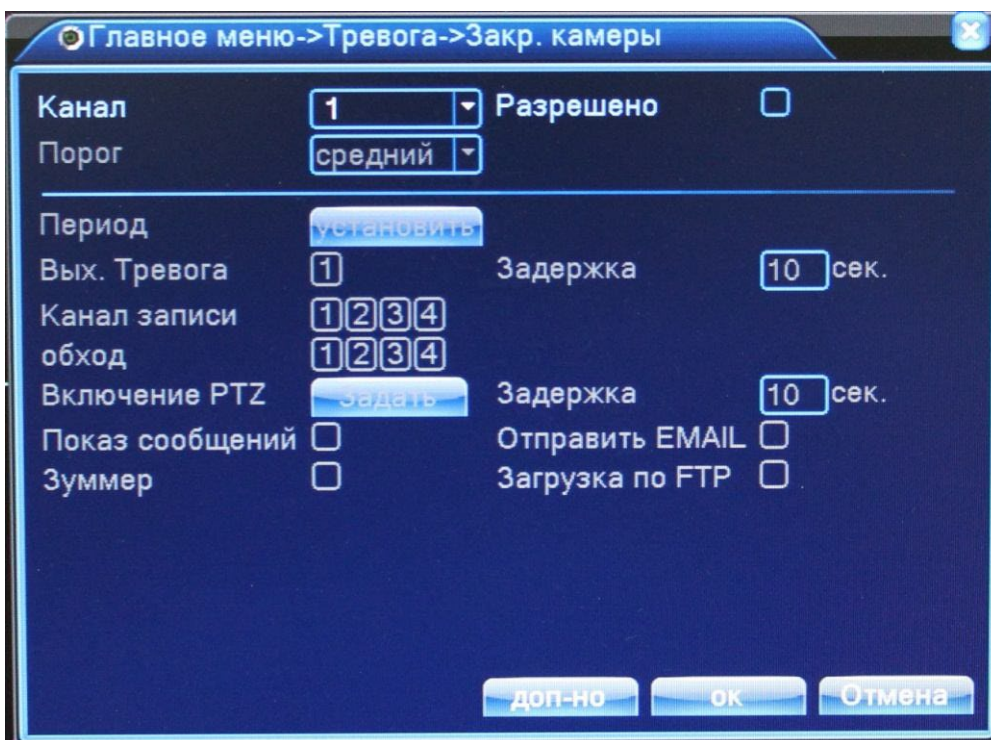 Главное меню->Тревога->Закр. камеры
Канал 1 Разрешено
Порог средний
Период установить
Вых. Тревога 1 Задержка 10 сек.
Канал записи 1 2 3 4
обход 1 2 3 4
Включение PTZ Задать Задержка 10 сек.
Показ сообщений Отправить EMAIL
Зуммер Загрузка по FTP
доп-но ок Отмена